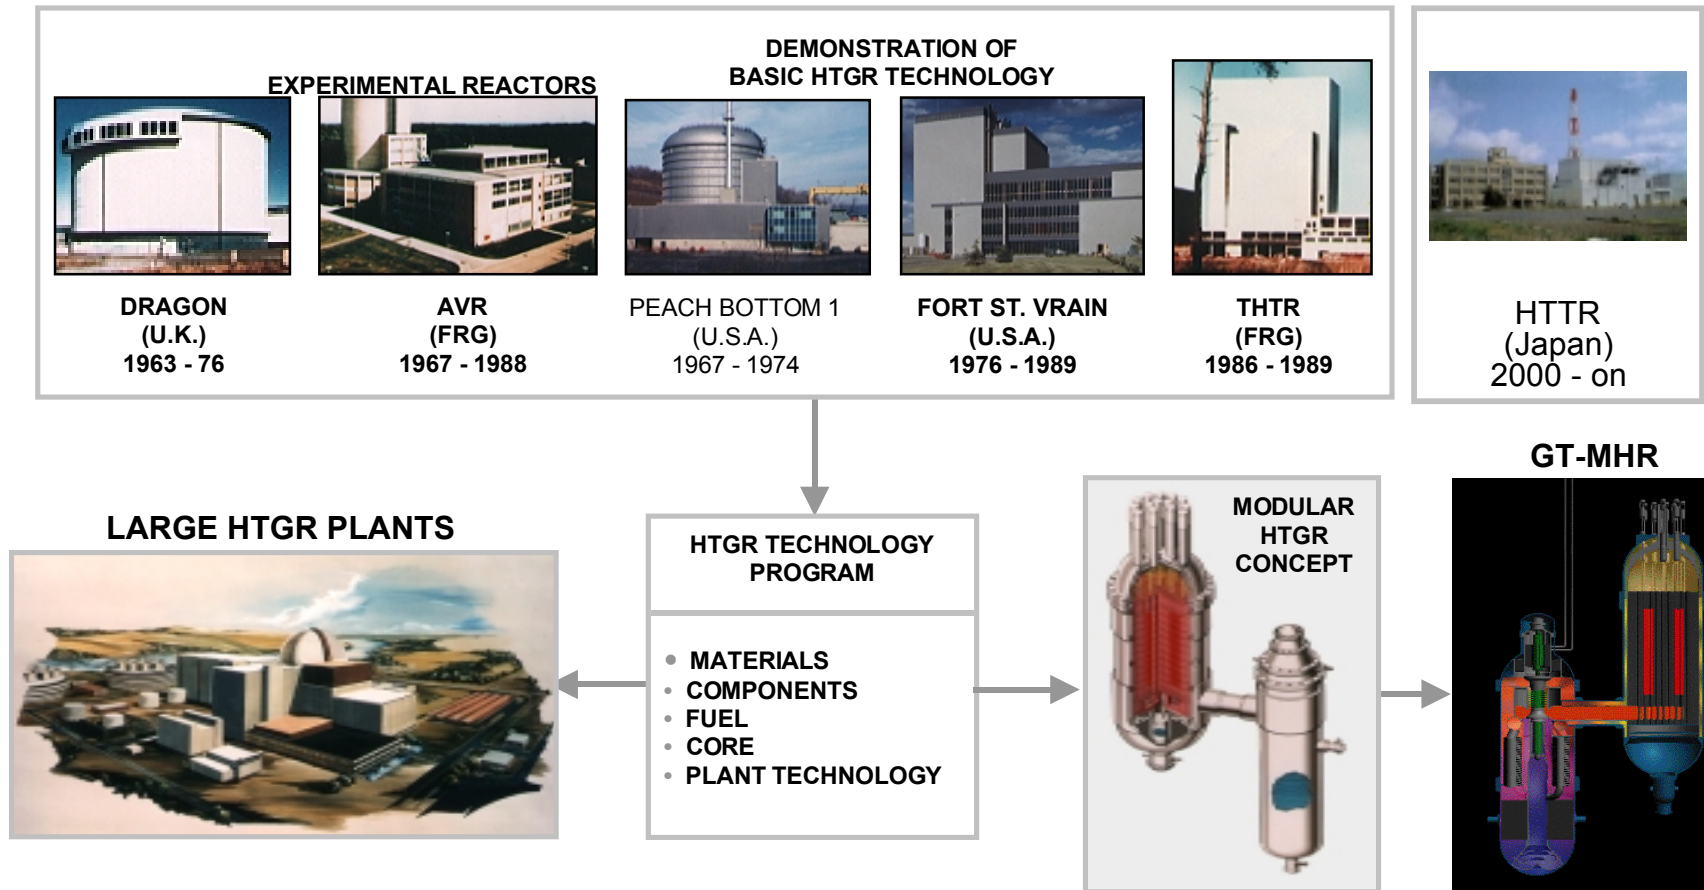 EXPERIMENTAL REACTORS
DEMONSTRATION OF
BASIC HTGR TECHNOLOGY
DRAGON
(U.K.)
1963 - 76
AVR
(FRG)
1967 - 1988
PEACH BOTTOM 1
(U.S.A.)
1967 - 1974
FORT ST. VRAIN
(U.S.A.)
1976 - 1989
THTR
(FRG)
1986 - 1989
HTTR
(Japan)
2000 - on
LARGE HTGR PLANTS
HTGR TECHNOLOGY
PROGRAM
• MATERIALS
• COMPONENTS
• FUEL
• CORE
• PLANT TECHNOLOGY
MODULAR
HTGR
CONCEPT
GT-MHR